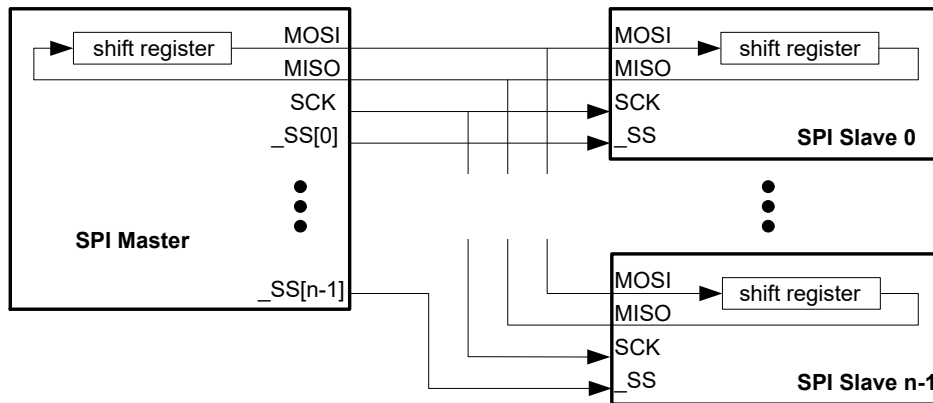 shift register
MOSI
MISO
SCK
_SS[0]
SPI Master
_SS[n-1]
MOSI
shift register
MISO
SCK
_SS
SPI Slave 0
MOSI
shift register
MISO
SCK
_SS
SPI Slave n-1